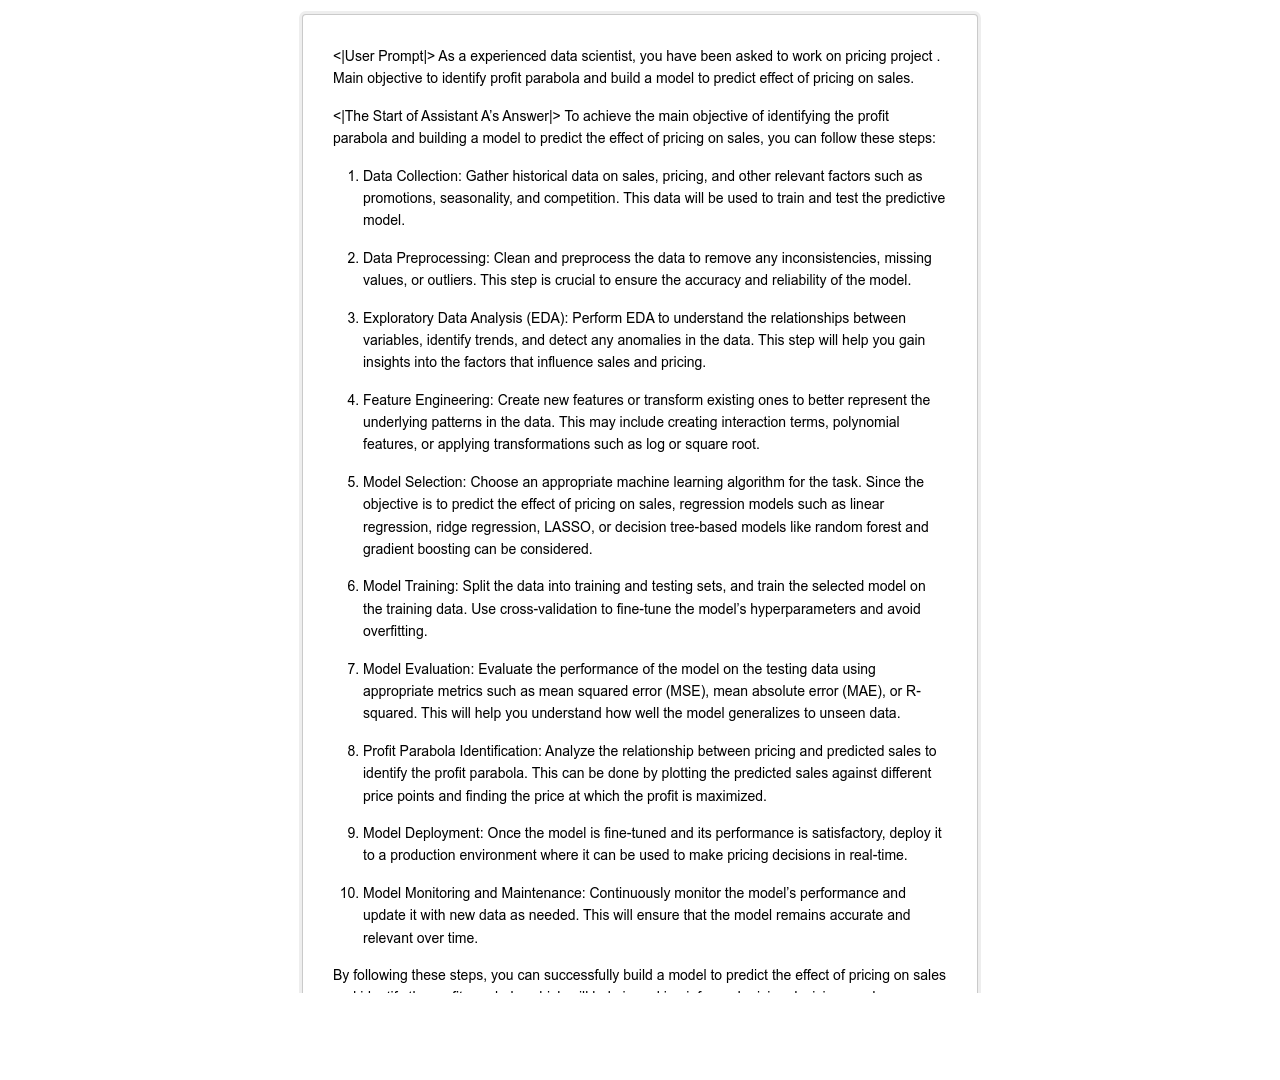 <|User Prompt|> As a experienced data scientist, you have been asked to work on pricing project .
Main objective to identify profit parabola and build a model to predict effect of pricing on sales.
<|The Start of Assistant A’s Answer|> To achieve the main objective of identifying the profit
parabola and building a model to predict the effect of pricing on sales, you can follow these steps:
1. Data Collection: Gather historical data on sales, pricing, and other relevant factors such as
promotions, seasonality, and competition. This data will be used to train and test the predictive
model.
2. Data Preprocessing: Clean and preprocess the data to remove any inconsistencies, missing
values, or outliers. This step is crucial to ensure the accuracy and reliability of the model.
3. Exploratory Data Analysis (EDA): Perform EDA to understand the relationships between
variables, identify trends, and detect any anomalies in the data. This step will help you gain
insights into the factors that influence sales and pricing.
4. Feature Engineering: Create new features or transform existing ones to better represent the
underlying patterns in the data. This may include creating interaction terms, polynomial
features, or applying transformations such as log or square root.
5. Model Selection: Choose an appropriate machine learning algorithm for the task. Since the
objective is to predict the effect of pricing on sales, regression models such as linear
regression, ridge regression, LASSO, or decision tree-based models like random forest and
gradient boosting can be considered.
6. Model Training: Split the data into training and testing sets, and train the selected model on
the training data. Use cross-validation to fine-tune the model’s hyperparameters and avoid
overfitting.
7. Model Evaluation: Evaluate the performance of the model on the testing data using
appropriate metrics such as mean squared error (MSE), mean absolute error (MAE), or R-
squared. This will help you understand how well the model generalizes to unseen data.
8. Profit Parabola Identification: Analyze the relationship between pricing and predicted sales to
identify the profit parabola. This can be done by plotting the predicted sales against different
price points and finding the price at which the profit is maximized.
9. Model Deployment: Once the model is fine-tuned and its performance is satisfactory, deploy it
to a production environment where it can be used to make pricing decisions in real-time.
10. Model Monitoring and Maintenance: Continuously monitor the model’s performance and
update it with new data as needed. This will ensure that the model remains accurate and
relevant over time.
By following these steps, you can successfully build a model to predict the effect of pricing on sales